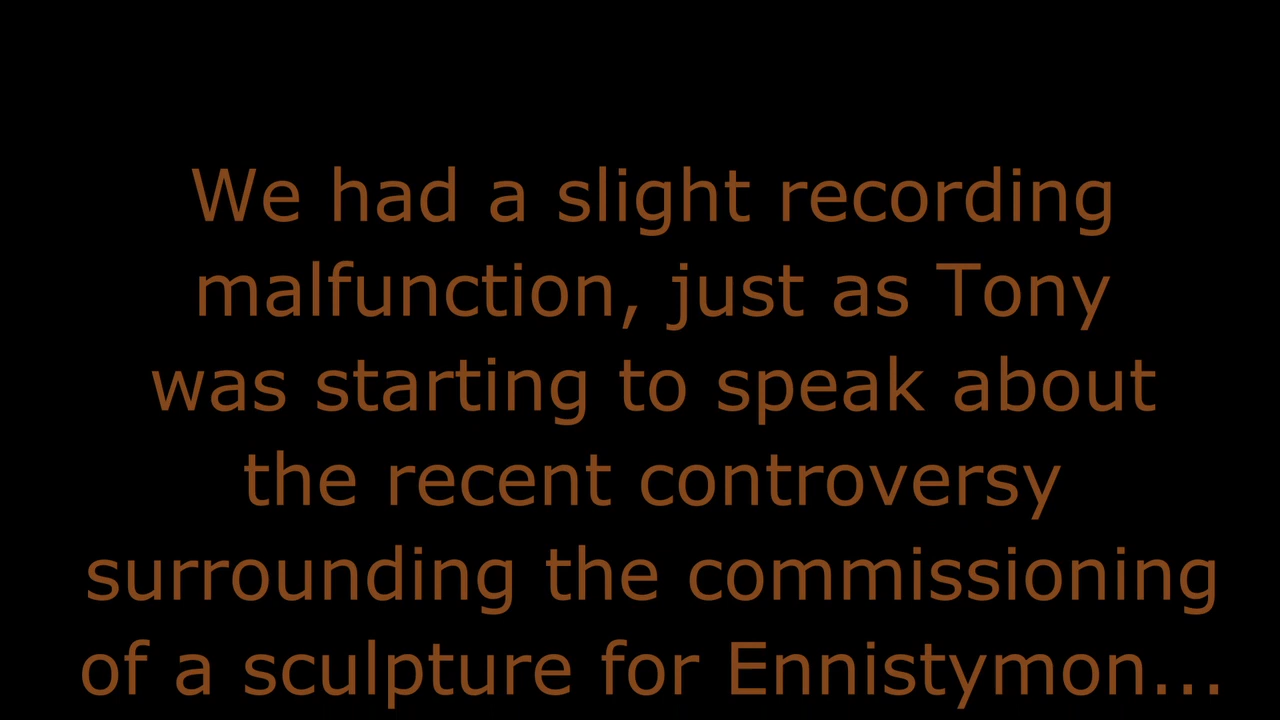 We had a slight recording
malfunction, just as Tony
was starting to speak about
the recent controversy
surrounding the commissioning
of a sculpture for Ennistymon...